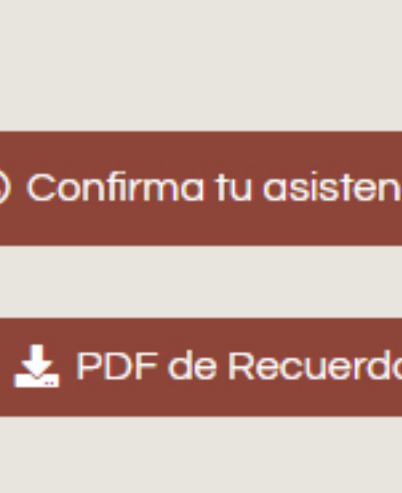 Confirma tu asisten
PDF de Recuerdo